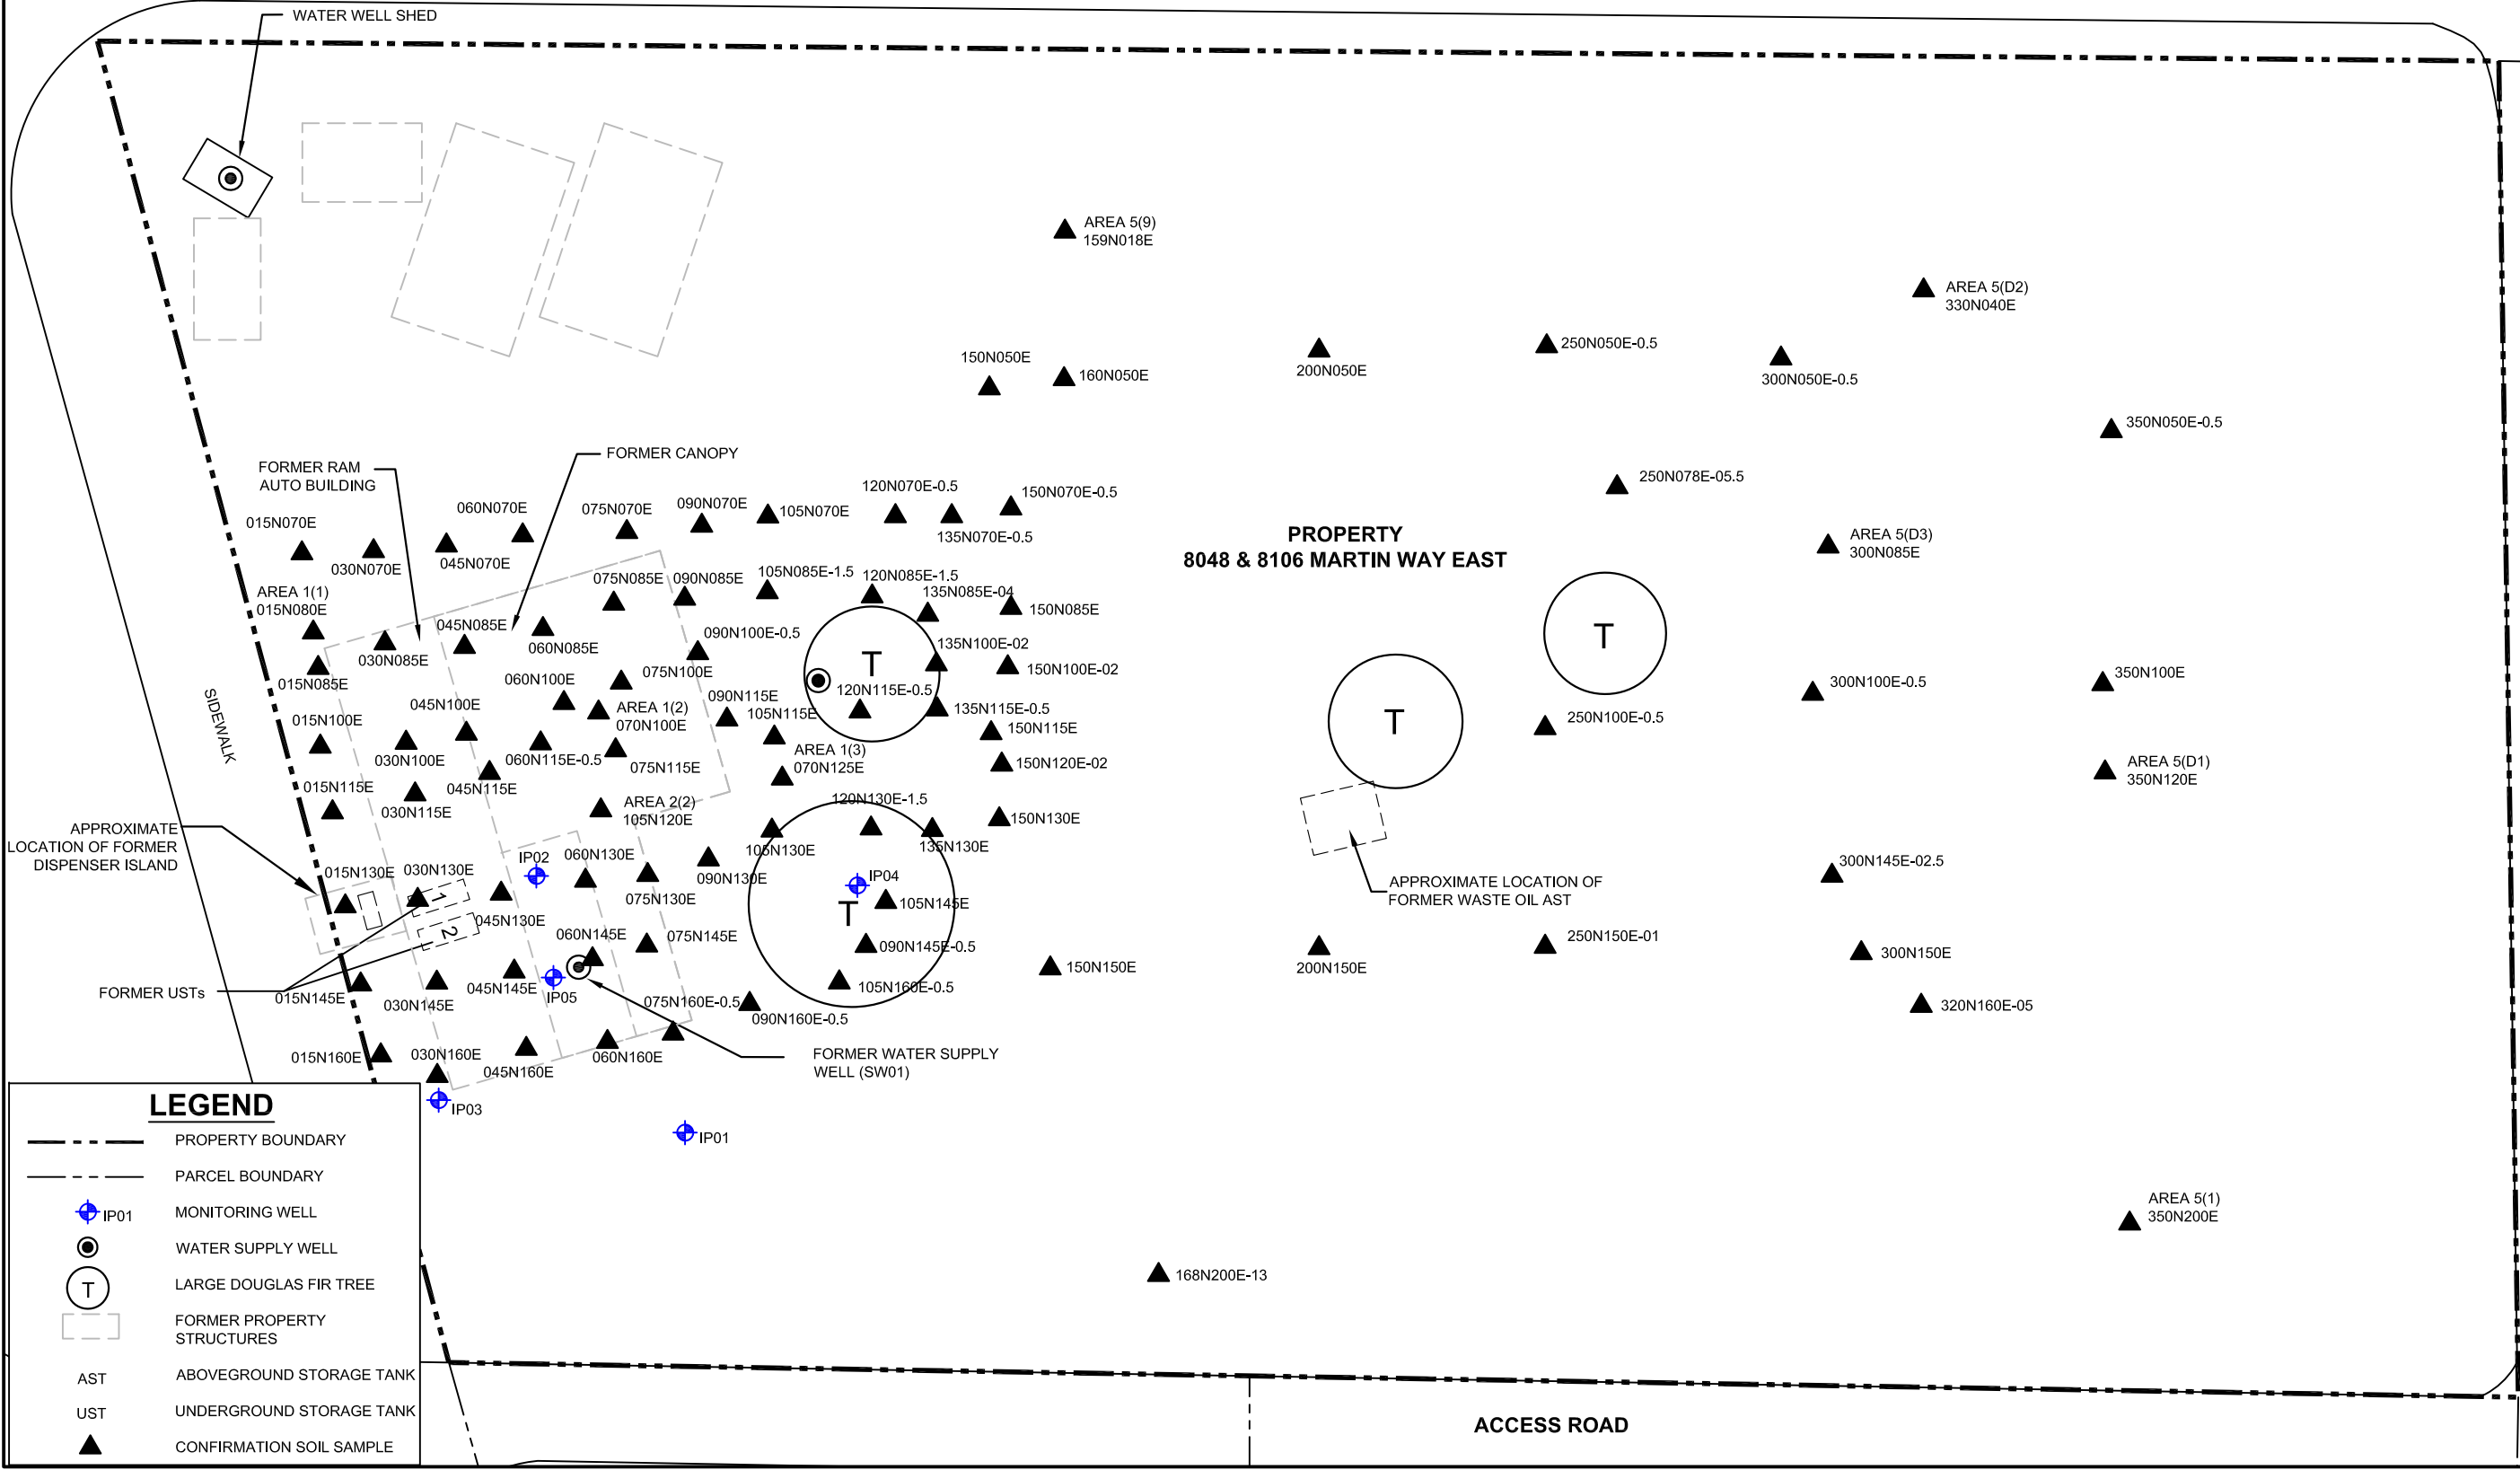 WATER WELL SHED
AREA 5(9)
159N018E
AREA 5(D2)
330N040E
150N050E
160N050E
200N050E
250N050E-0.5
300N050E-0.5
350N050E-0.5
FORMER RAM
AUTO BUILDING
FORMER CANOPY
250N078E-05.5
015N070E
030N070E
045N070E
060N070E
075N070E
090N070E
105N070E
120N070E-0.5
135N070E-0.5
150N070E-0.5
PROPERTY
8048 & 8106 MARTIN WAY EAST
AREA 5(D3)
300N085E
AREA 1(1)
015N080E
015N085E
030N085E
045N085E
060N085E
075N085E
090N085E
105N085E-1.5
120N085E-1.5
135N085E-04
150N085E
T
T
T
SIDEWALK
015N100E
030N100E
045N100E
060N100E
075N100E
AREA 1(2)
070N100E
090N100E-0.5
135N100E-02
150N100E-02
250N100E-0.5
300N100E-0.5
350N100E
015N115E
030N115E
045N115E
060N115E-0.5
075N115E
090N115E
105N115E
120N115E-0.5
135N115E-0.5
150N115E
AREA 1(3)
070N125E
150N120E-02
AREA 5(D1)
350N120E
AREA 2(2)
105N120E
APPROXIMATE
LOCATION OF FORMER
DISPENSER ISLAND
015N130E
030N130E
045N130E
IP02
060N130E
075N130E
090N130E
105N130E
120N130E-1.5
135N130E
150N130E
1
2
IP04
T
105N145E
090N145E-0.5
APPROXIMATE LOCATION OF
FORMER WASTE OIL AST
300N145E-02.5
FORMER USTs
015N145E
030N145E
045N145E
IP05
060N145E
075N145E
105N160E-0.5
150N150E
200N150E
250N150E-01
300N150E
320N160E-05
015N160E
030N160E
045N160E
060N160E
075N160E-0.5
090N160E-0.5
FORMER WATER SUPPLY
WELL (SW01)
IP03
IP01
AREA 5(1)
350N200E
168N200E-13
LEGEND
PROPERTY BOUNDARY
PARCEL BOUNDARY
IP01 MONITORING WELL
WATER SUPPLY WELL
T LARGE DOUGLAS FIR TREE
FORMER PROPERTY
STRUCTURES
AST ABOVEGROUND STORAGE TANK
UST UNDERGROUND STORAGE TANK
CONFIRMATION SOIL SAMPLE
ACCESS ROAD